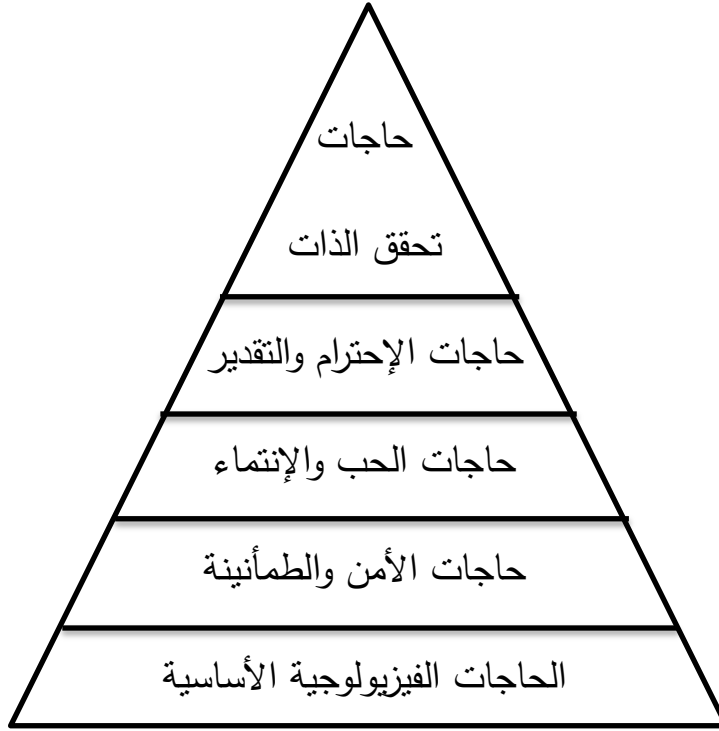 حاجات
تحقق الذات
حاجات الإحترام والتقدير
حاجات الحب والإنتماء
حاجات الأمن والطمأنينة
الحاجات الفيزيولوجية الأساسية